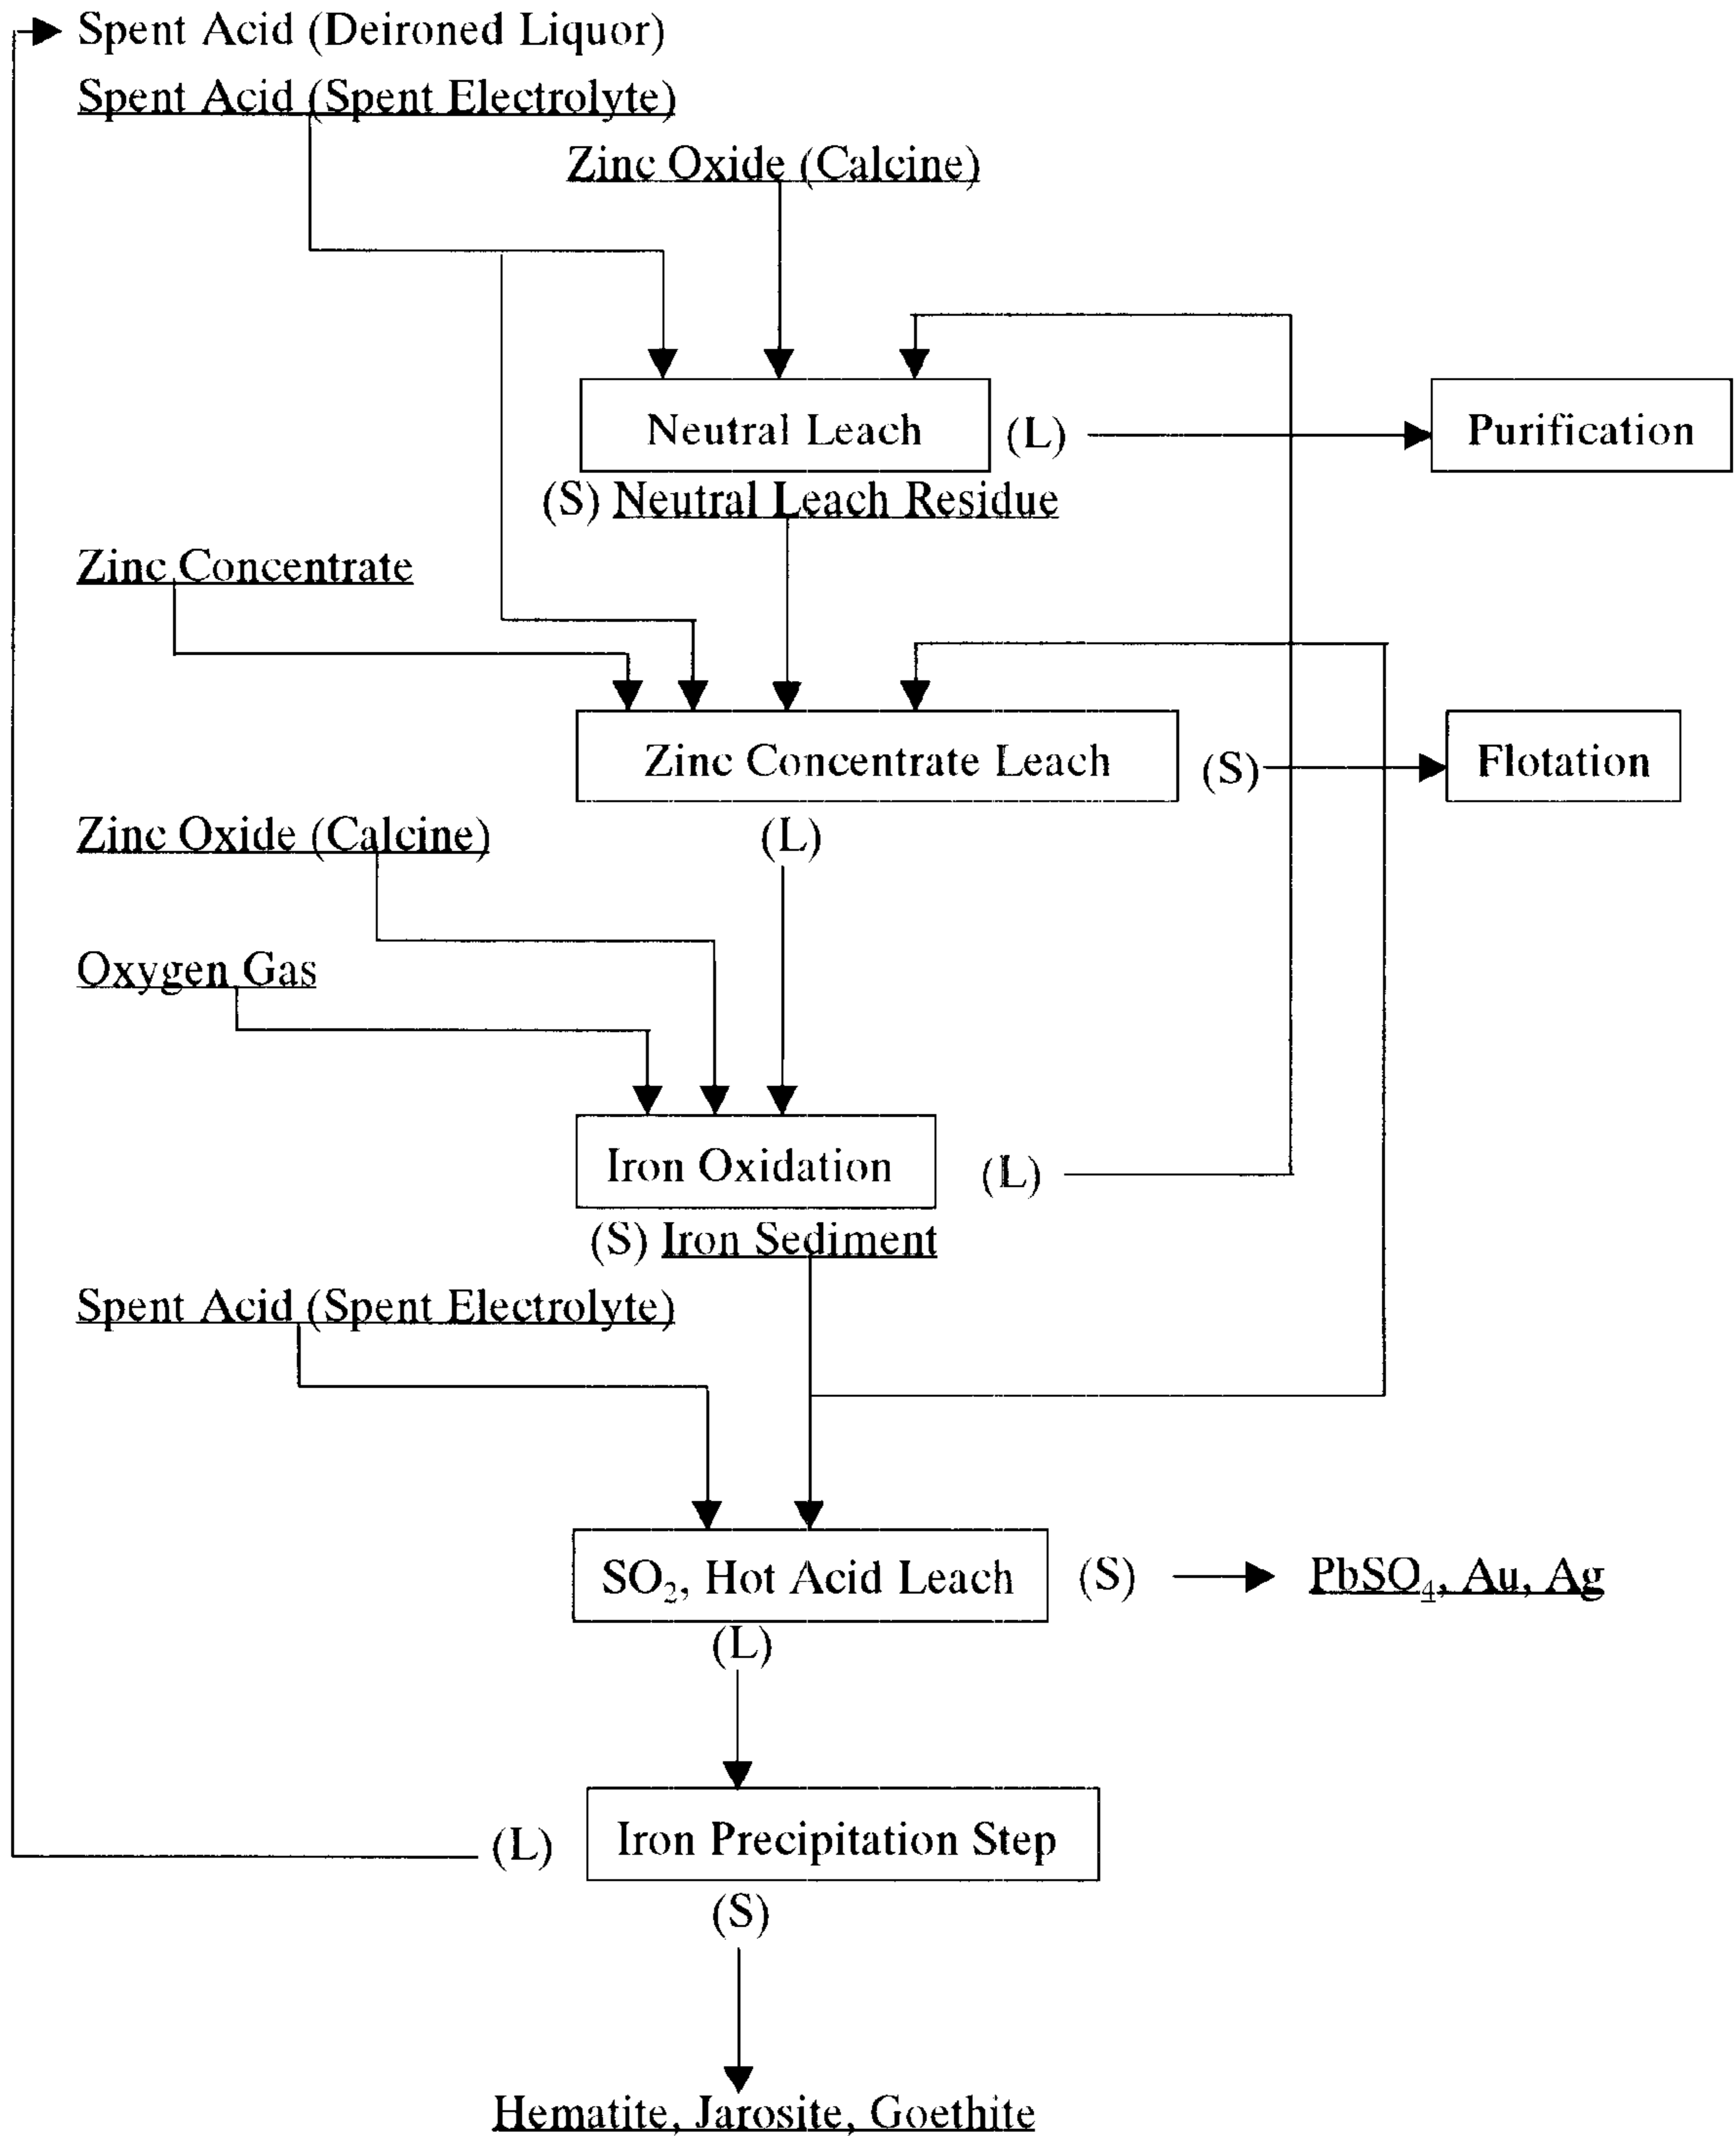 Spent Acid (Deironed Liquor)
Spent Acid (Spent Electrolyte)
Zinc Oxide (Calcine)
Neutral Leach
(L)
Purification
(S) Neutral Leach Residue
Zinc Concentrate
Zinc Concentrate Leach
(S)
Flotation
Zinc Oxide (Calcine)
(L)
Oxygen Gas
Iron Oxidation
(L)
(S) Iron Sediment
Spent Acid (Spent Electrolyte)
SO₂, Hot Acid Leach
(S)
PbSO₄, Au, Ag
(L)
Iron Precipitation Step
(L)
(S)
Hematite, Jarosite, Goethite